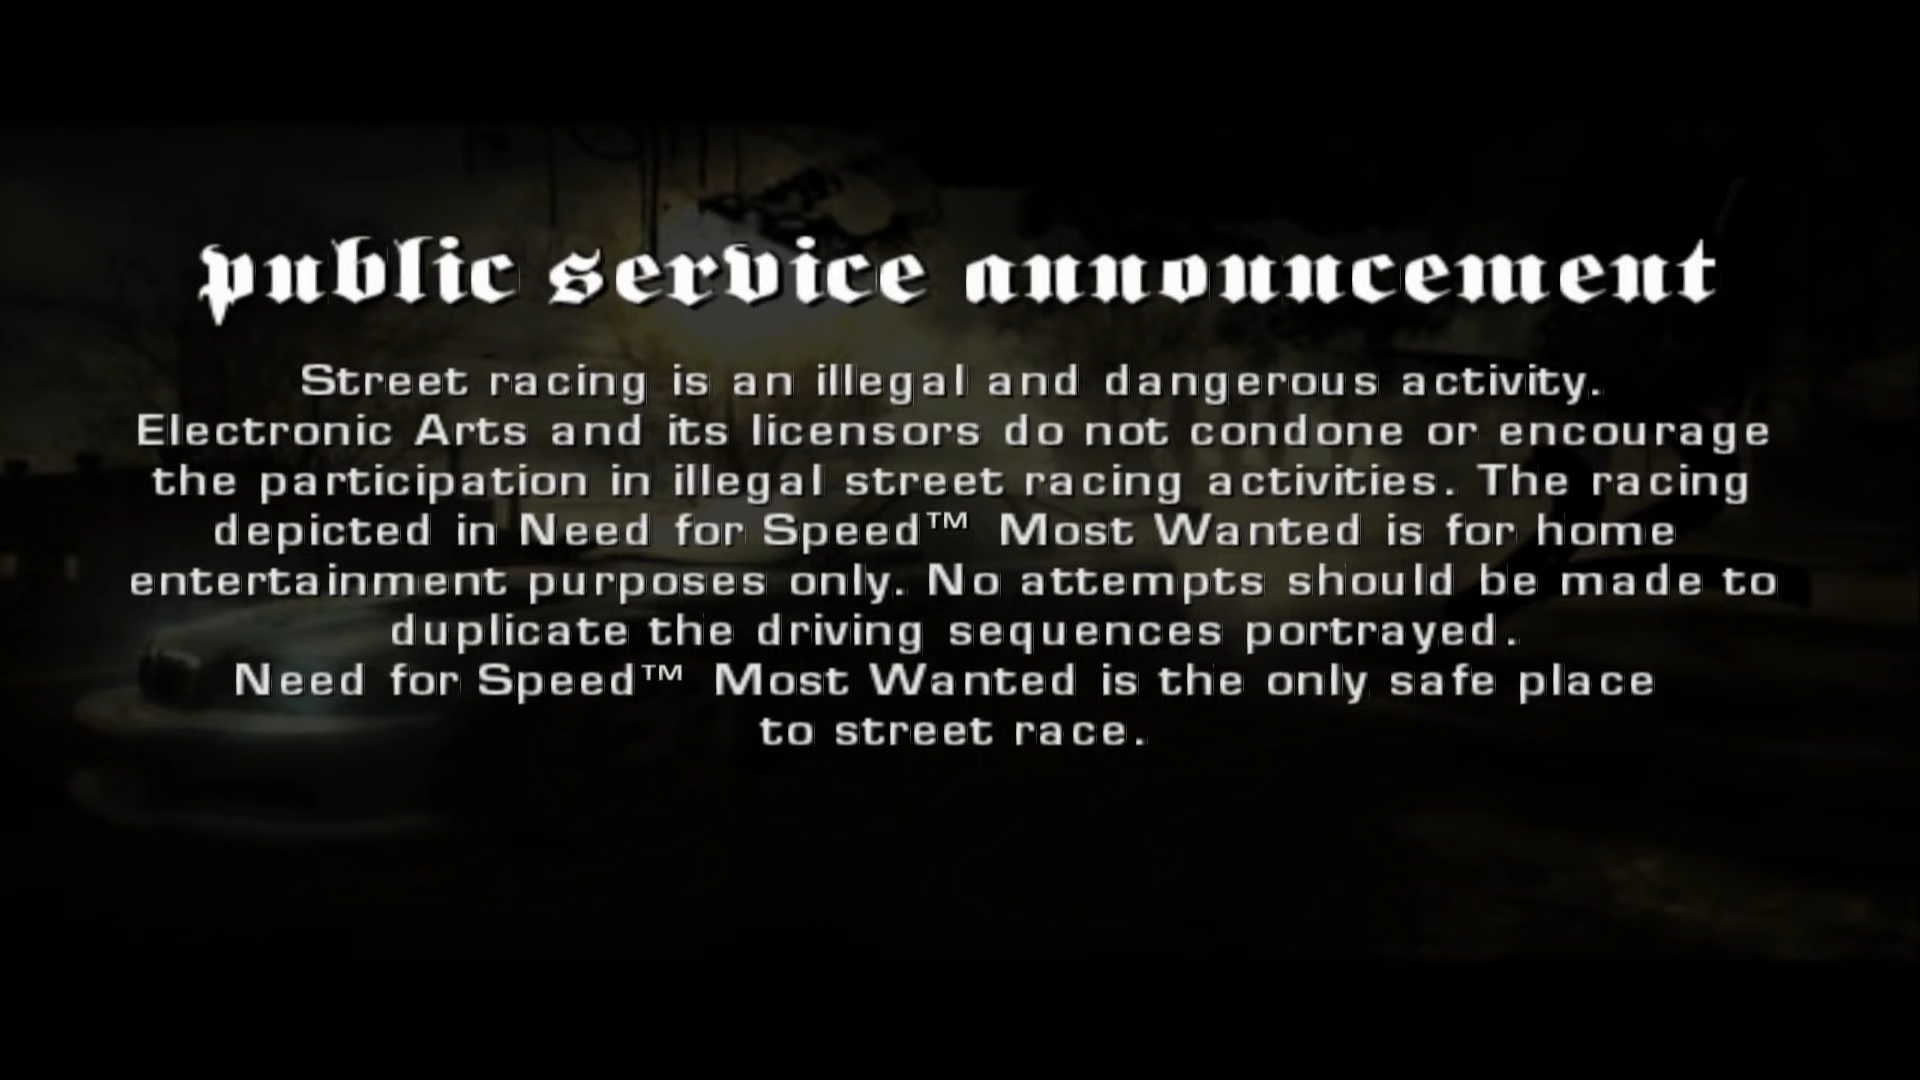 public service announcement
Street racing is an illegal and dangerous activity.
Electronic Arts and its licensors do not condone or encourage
the participation in illegal street racing activities. The racing
depicted in Need for Speed™ Most Wanted is for home
entertainment purposes only. No attempts should be made to
duplicate the driving sequences portrayed.
Need for Speed™ Most Wanted is the only safe place
to street race.